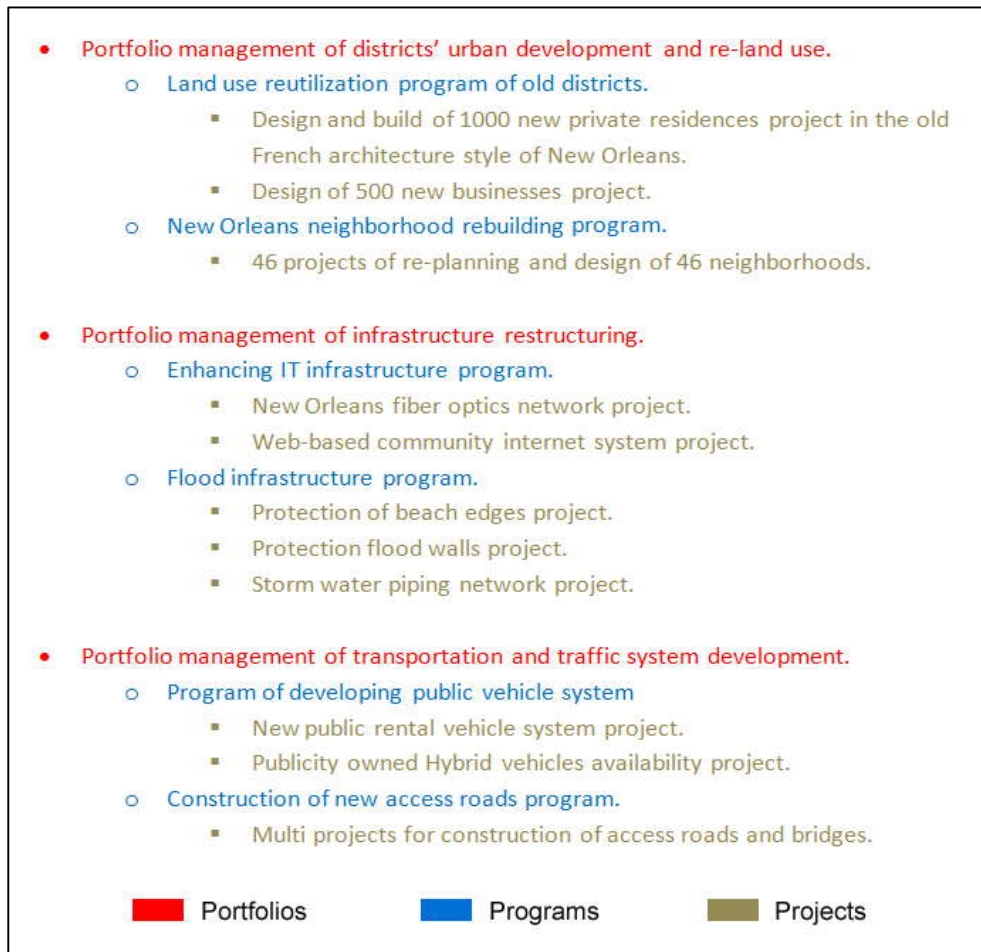 • Portfolio management of districts’ urban development and re-land use.
o Land use reutilization program of old districts.
▪ Design and build of 1000 new private residences project in the old
French architecture style of New Orleans.
▪ Design of 500 new businesses project.
o New Orleans neighborhood rebuilding program.
▪ 46 projects of re-planning and design of 46 neighborhoods.
• Portfolio management of infrastructure restructuring.
o Enhancing IT infrastructure program.
▪ New Orleans fiber optics network project.
▪ Web-based community internet system project.
o Flood infrastructure program.
▪ Protection of beach edges project.
▪ Protection flood walls project.
▪ Storm water piping network project.
• Portfolio management of transportation and traffic system development.
o Program of developing public vehicle system
▪ New public rental vehicle system project.
▪ Publicity owned Hybrid vehicles availability project.
o Construction of new access roads program.
▪ Multi projects for construction of access roads and bridges.
Portfolios Programs Projects